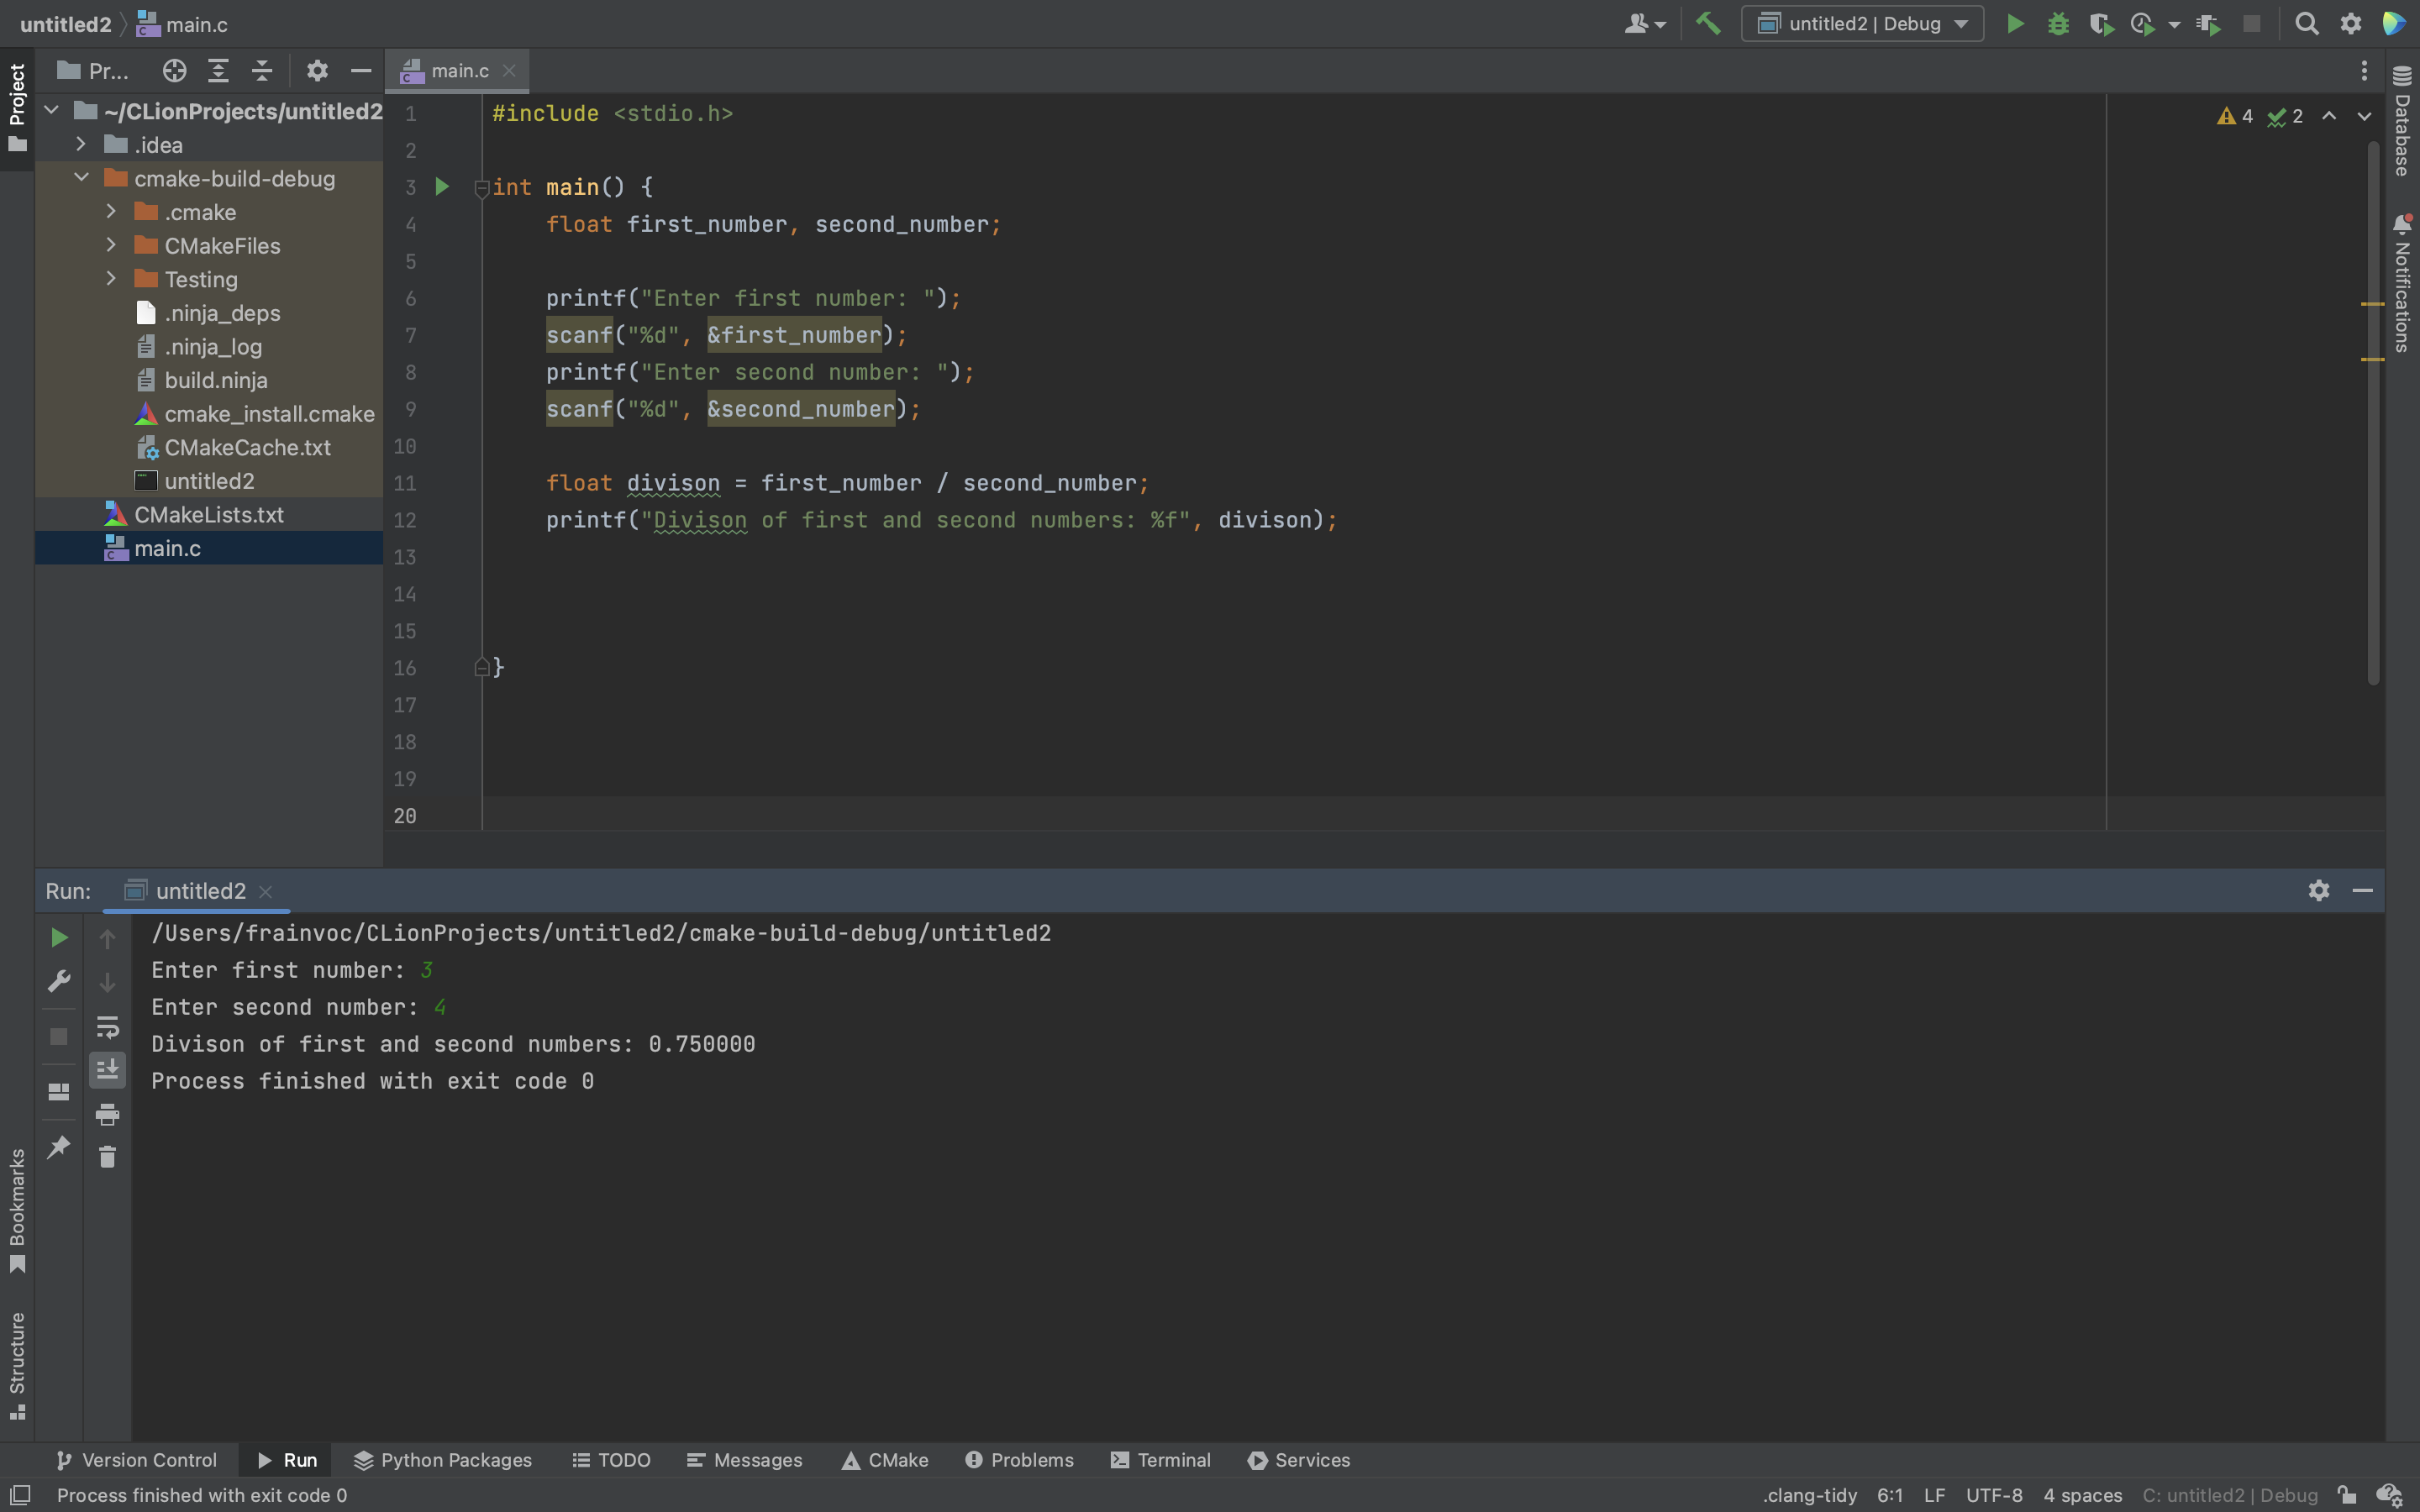 untitled2
main.c
untitled2 | Debug
Project
Pr...
main.c
~/CLionProjects/untitled2
.idea
cmake-build-debug
.cmake
CMakeFiles
Testing
.ninja_deps
.ninja_log
build.ninja
cmake_install.cmake
CMakeCache.txt
untitled2
CMakeLists.txt
main.c
4 2
Database
Notifications
1 #include <stdio.h>
2
3 int main() {
4 float first_number, second_number;
5
6 printf("Enter first number: ");
7 scanf("%d", &first_number);
8 printf("Enter second number: ");
9 scanf("%d", &second_number);
10
11 float divison = first_number / second_number;
12 printf("Divison of first and second numbers: %f", divison);
13
14
15
16 }
17
18
19
20
Run: untitled2
/Users/frainvoc/CLionProjects/untitled2/cmake-build-debug/untitled2
Enter first number: 3
Enter second number: 4
Divison of first and second numbers: 0.750000
Process finished with exit code 0
Bookmarks
Structure
Version Control Run Python Packages TODO Messages CMake Problems Terminal Services
Process finished with exit code 0
.clang-tidy 6:1 LF UTF-8 4 spaces C: untitled2 | Debug